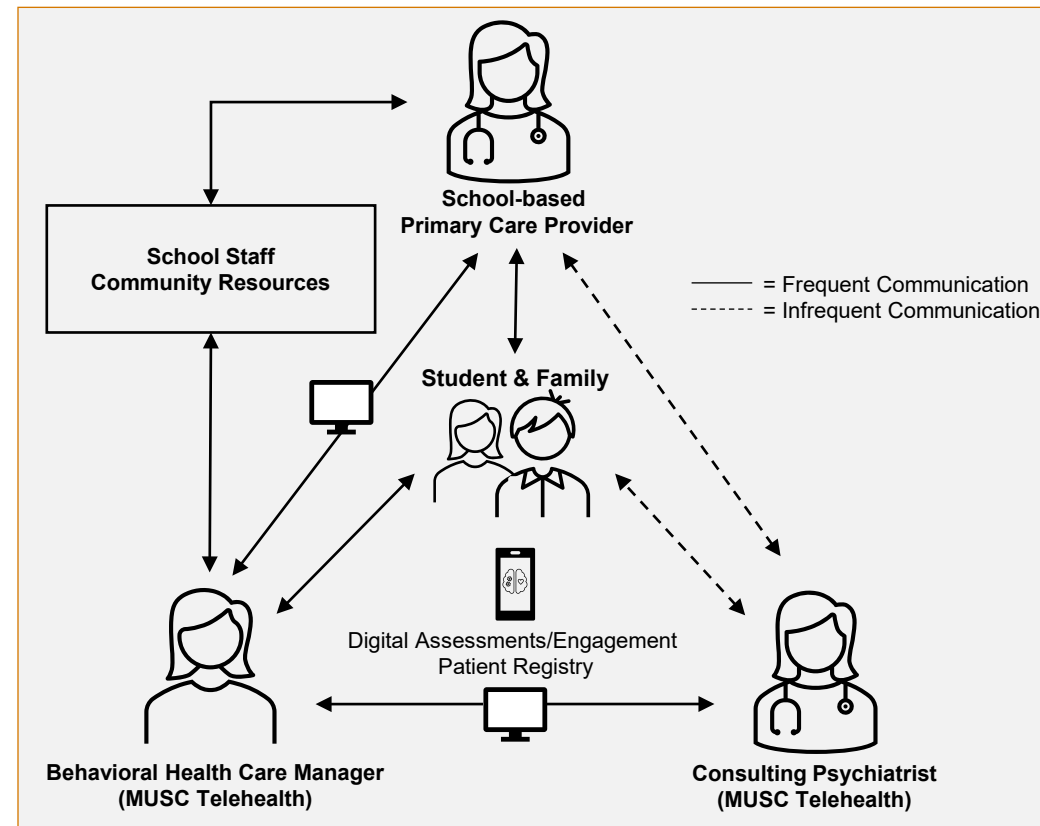 School-based
Primary Care Provider
School Staff
Community Resources
= Frequent Communication
= Infrequent Communication
Student & Family
Digital Assessments/Engagement
Patient Registry
Behavioral Health Care Manager
(MUSC Telehealth)
Consulting Psychiatrist
(MUSC Telehealth)